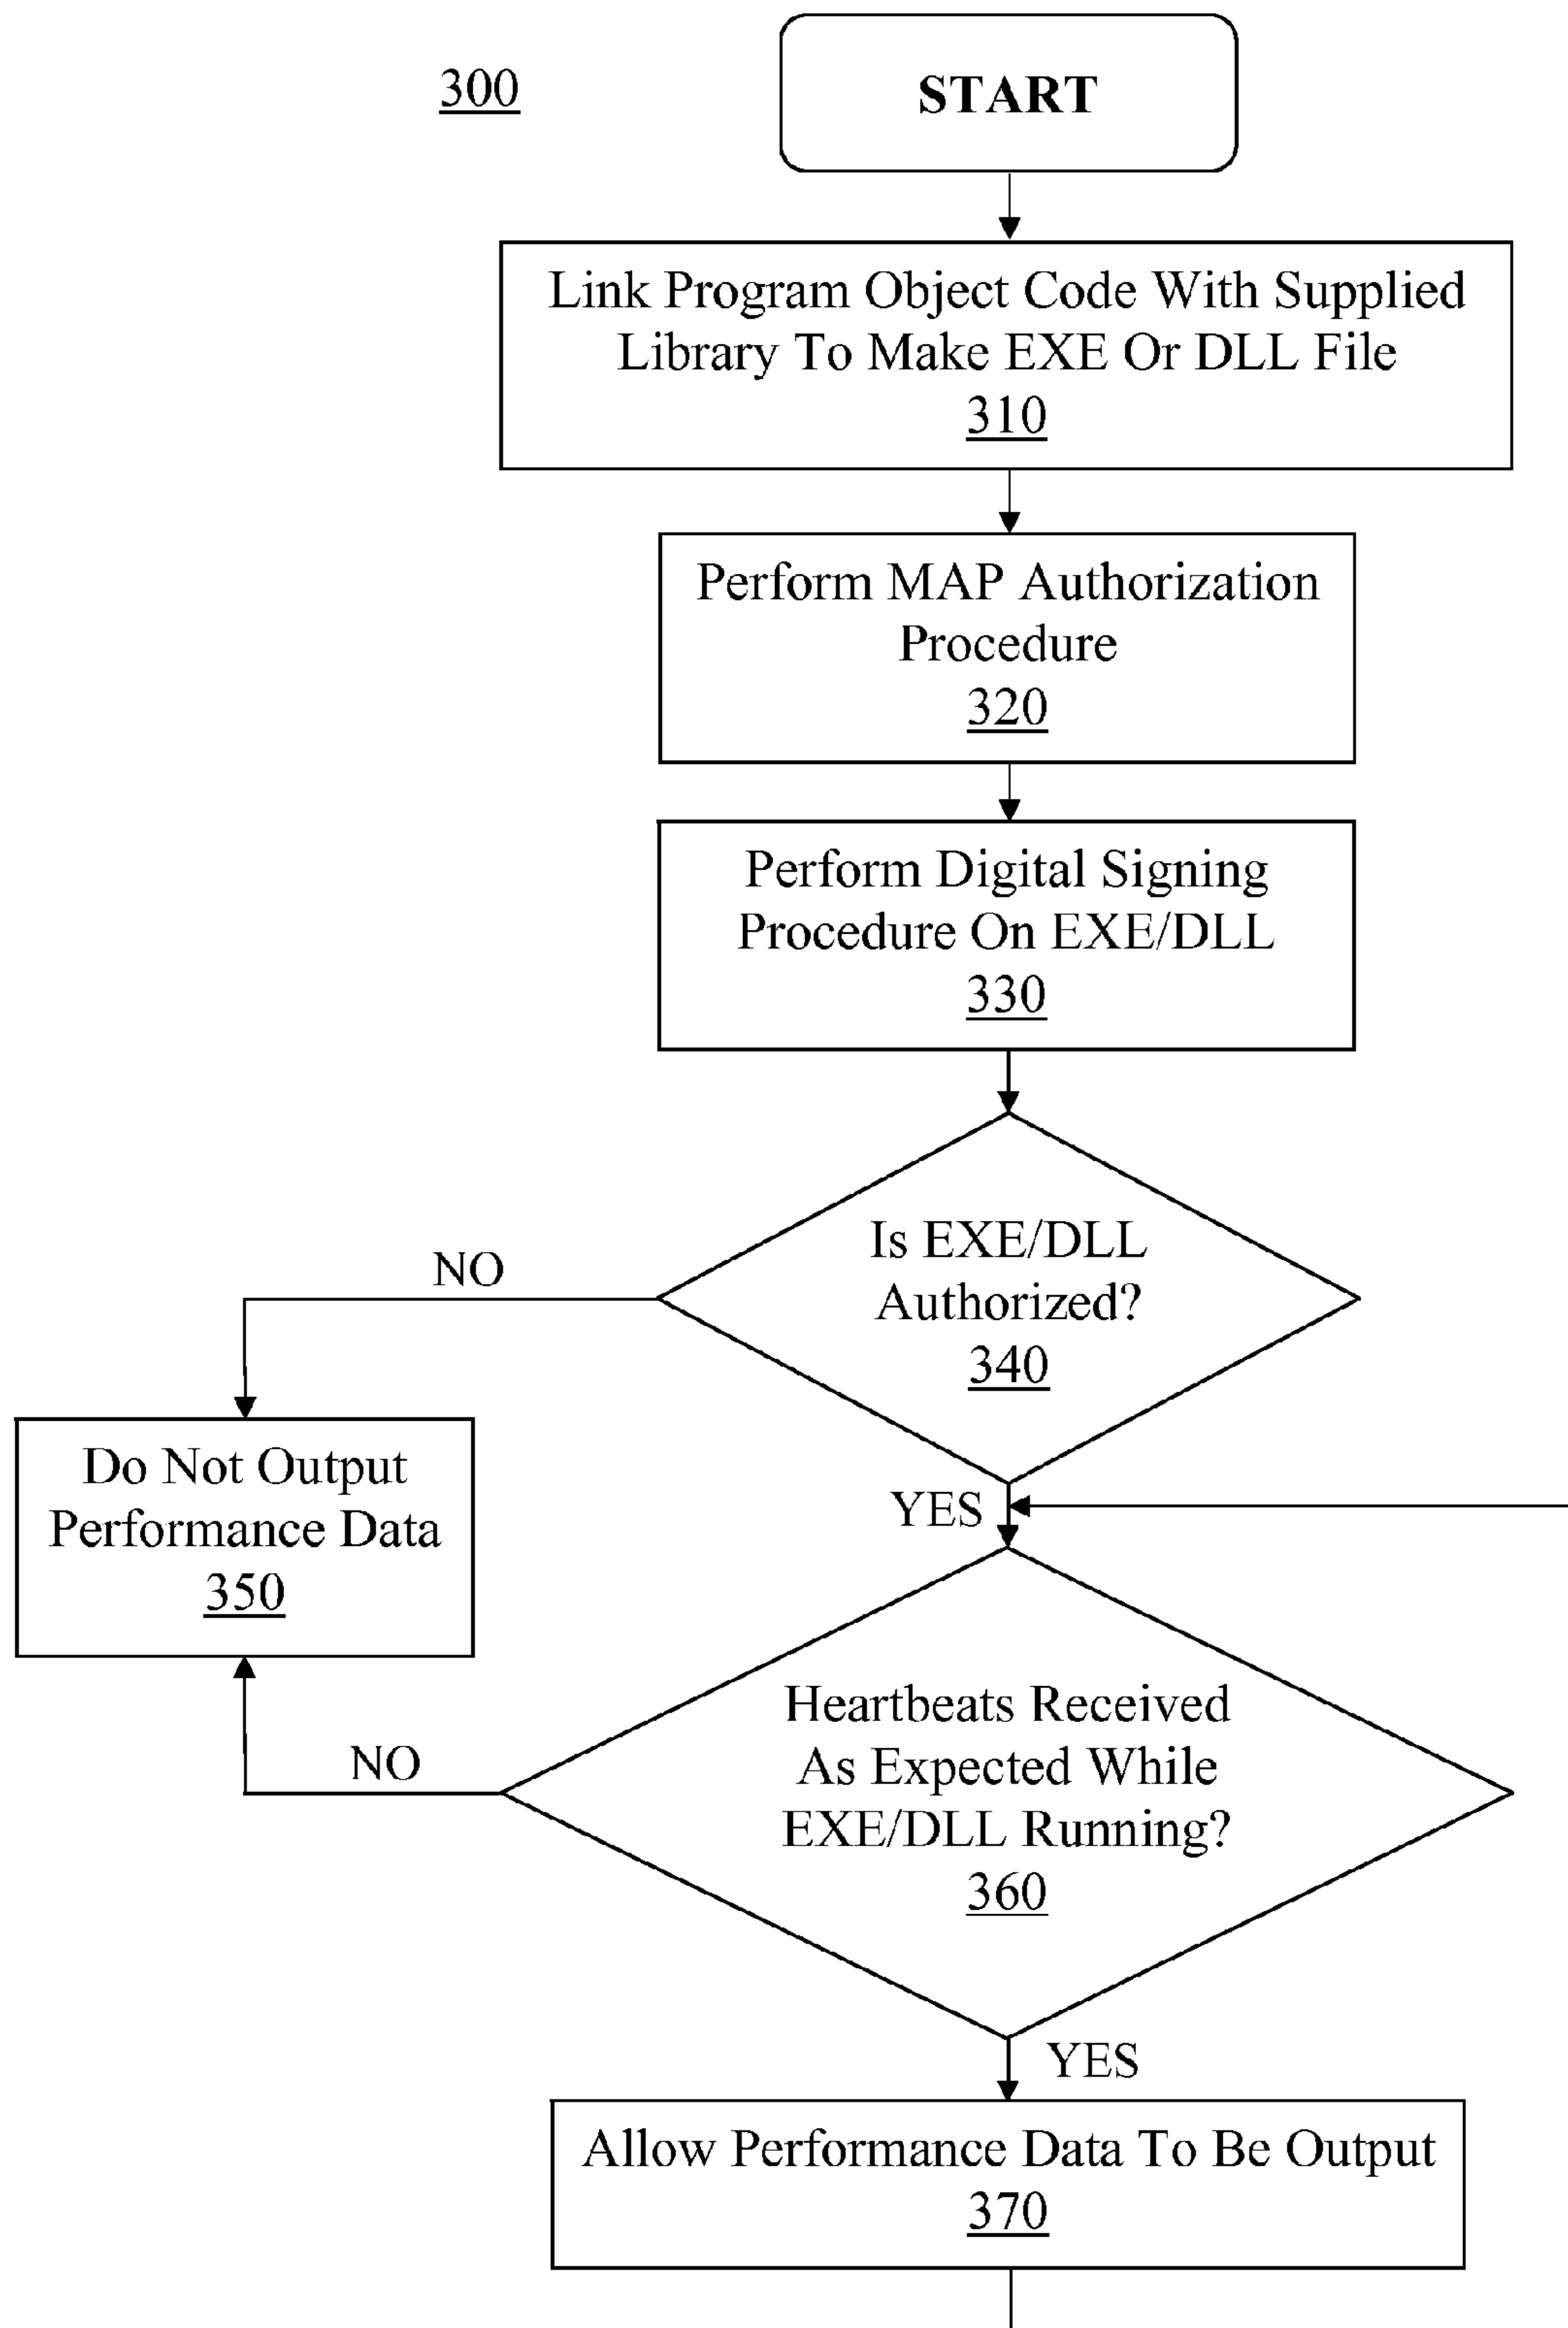 300
START
Link Program Object Code With Supplied
Library To Make EXE Or DLL File
310
Perform MAP Authorization
Procedure
320
Perform Digital Signing
Procedure On EXE/DLL
330
Is EXE/DLL
Authorized?
340
NO
Do Not Output
Performance Data
350
YES
Heartbeats Received
As Expected While
EXE/DLL Running?
360
NO
YES
Allow Performance Data To Be Output
370